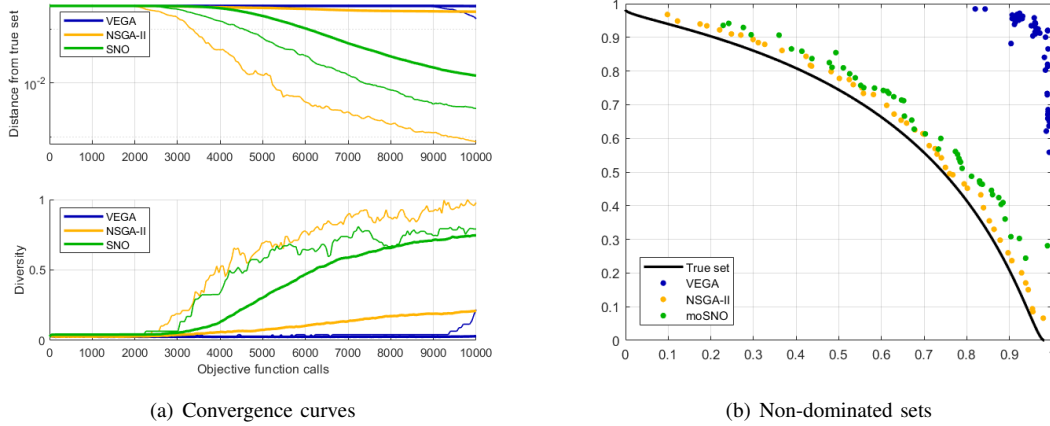 Distance from true set
10-2
VEGA
NSGA-II
SNO
0 1000 2000 3000 4000 5000 6000 7000 8000 9000 10000
Diversity
1
0.5
0
VEGA
NSGA-II
SNO
0 1000 2000 3000 4000 5000 6000 7000 8000 9000 10000
Objective function calls
(a) Convergence curves
1
0.9
0.8
0.7
0.6
0.5
0.4
0.3
0.2
0.1
0
True set
VEGA
NSGA-II
moSNO
0 0.1 0.2 0.3 0.4 0.5 0.6 0.7 0.8 0.9
(b) Non-dominated sets